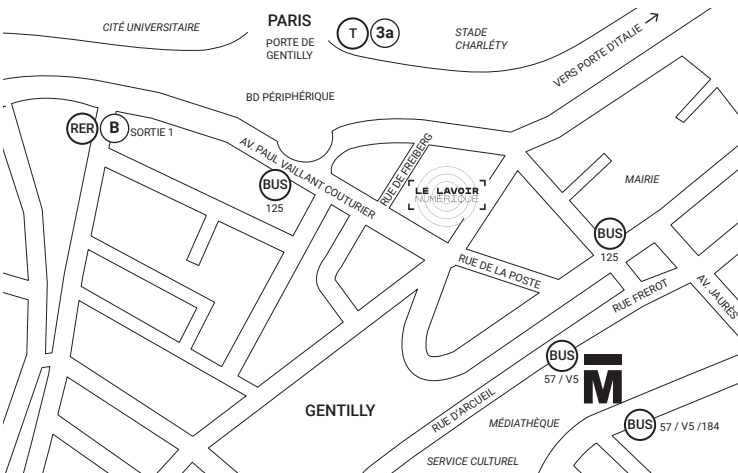 CITÉ UNIVERSITAIRE
PARIS
PORTE DE
GENTILLY
T 3a
STADE
CHARLÉTY
VERS PORTE D'ITALIE
BD PÉRIPHÉRIQUE
RER B SORTIE 1
AV. PAUL VAILLANT COUTURIER
RUE DE FREIBERG
BUS
125
LE LAVOIR
NUMÉRIQUE
MAIRIE
BUS
125
RUE DE LA POSTE
RUE FREROT
AV. JAURÈS
BUS
57 / V5
M
GENTILLY
RUE D'ARCUEIL
MÉDIATHÈQUE
BUS 57 / V5 /184
SERVICE CULTUREL